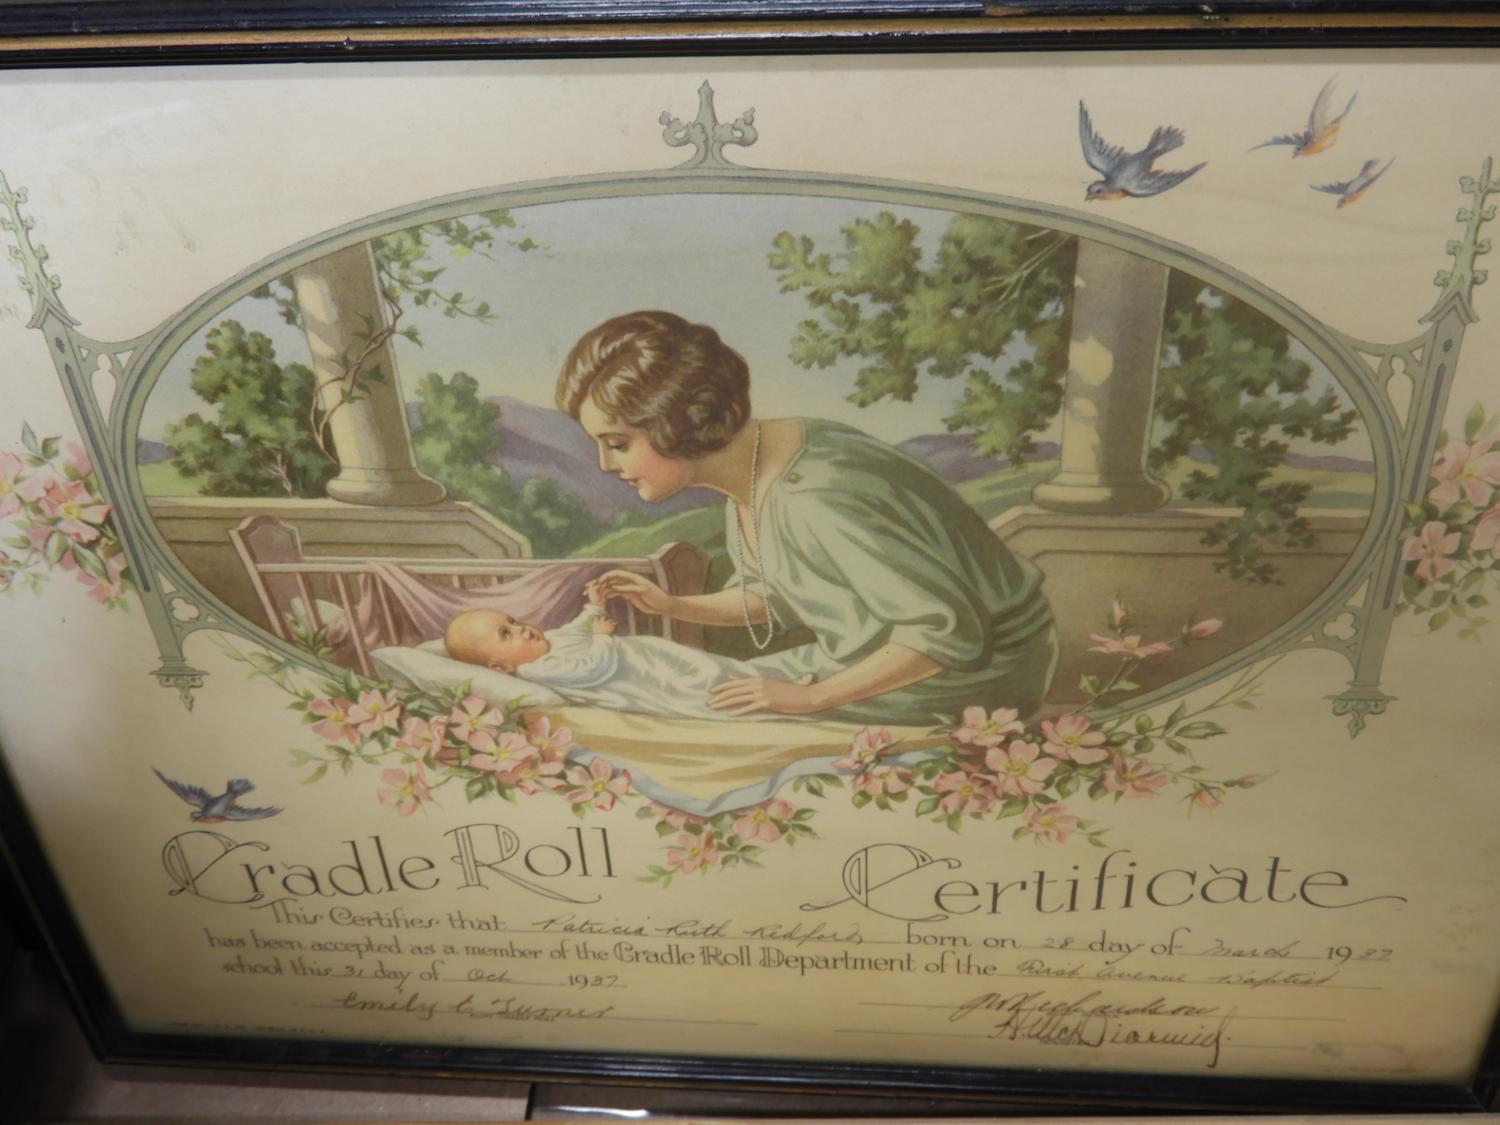 Cradle Roll Certificate
This Certifies that Patricia Ruth Redford born on 28 day of March 1937
has been accepted as a member of the Cradle Roll Department of the First Avenue Baptist
school this 31 day of Oct 1937
Emily C. Turner
Richardson